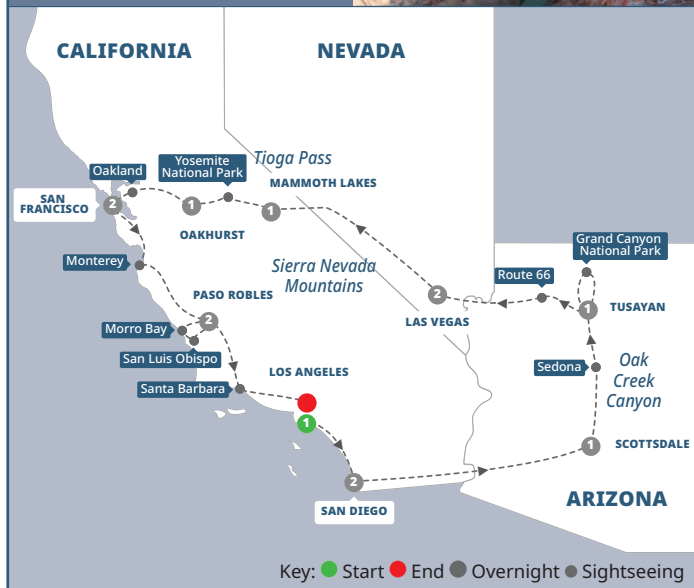 CALIFORNIA
NEVADA
Tioga Pass
Yosemite
National Park
Oakland
MAMMOTH LAKES
SAN
FRANCISCO
2
1
1
OAKHURST
Grand Canyon
National Park
Monterey
Sierra Nevada
Mountains
Route 66
PASO ROBLES
2
1
TUSAYAN
LAS VEGAS
Morro Bay
2
San Luis Obispo
Sedona
Oak
Creek
Canyon
LOS ANGELES
Santa Barbara
1
1
SCOTTSDALE
2
SAN DIEGO
ARIZONA
Key: Start End Overnight Sightseeing